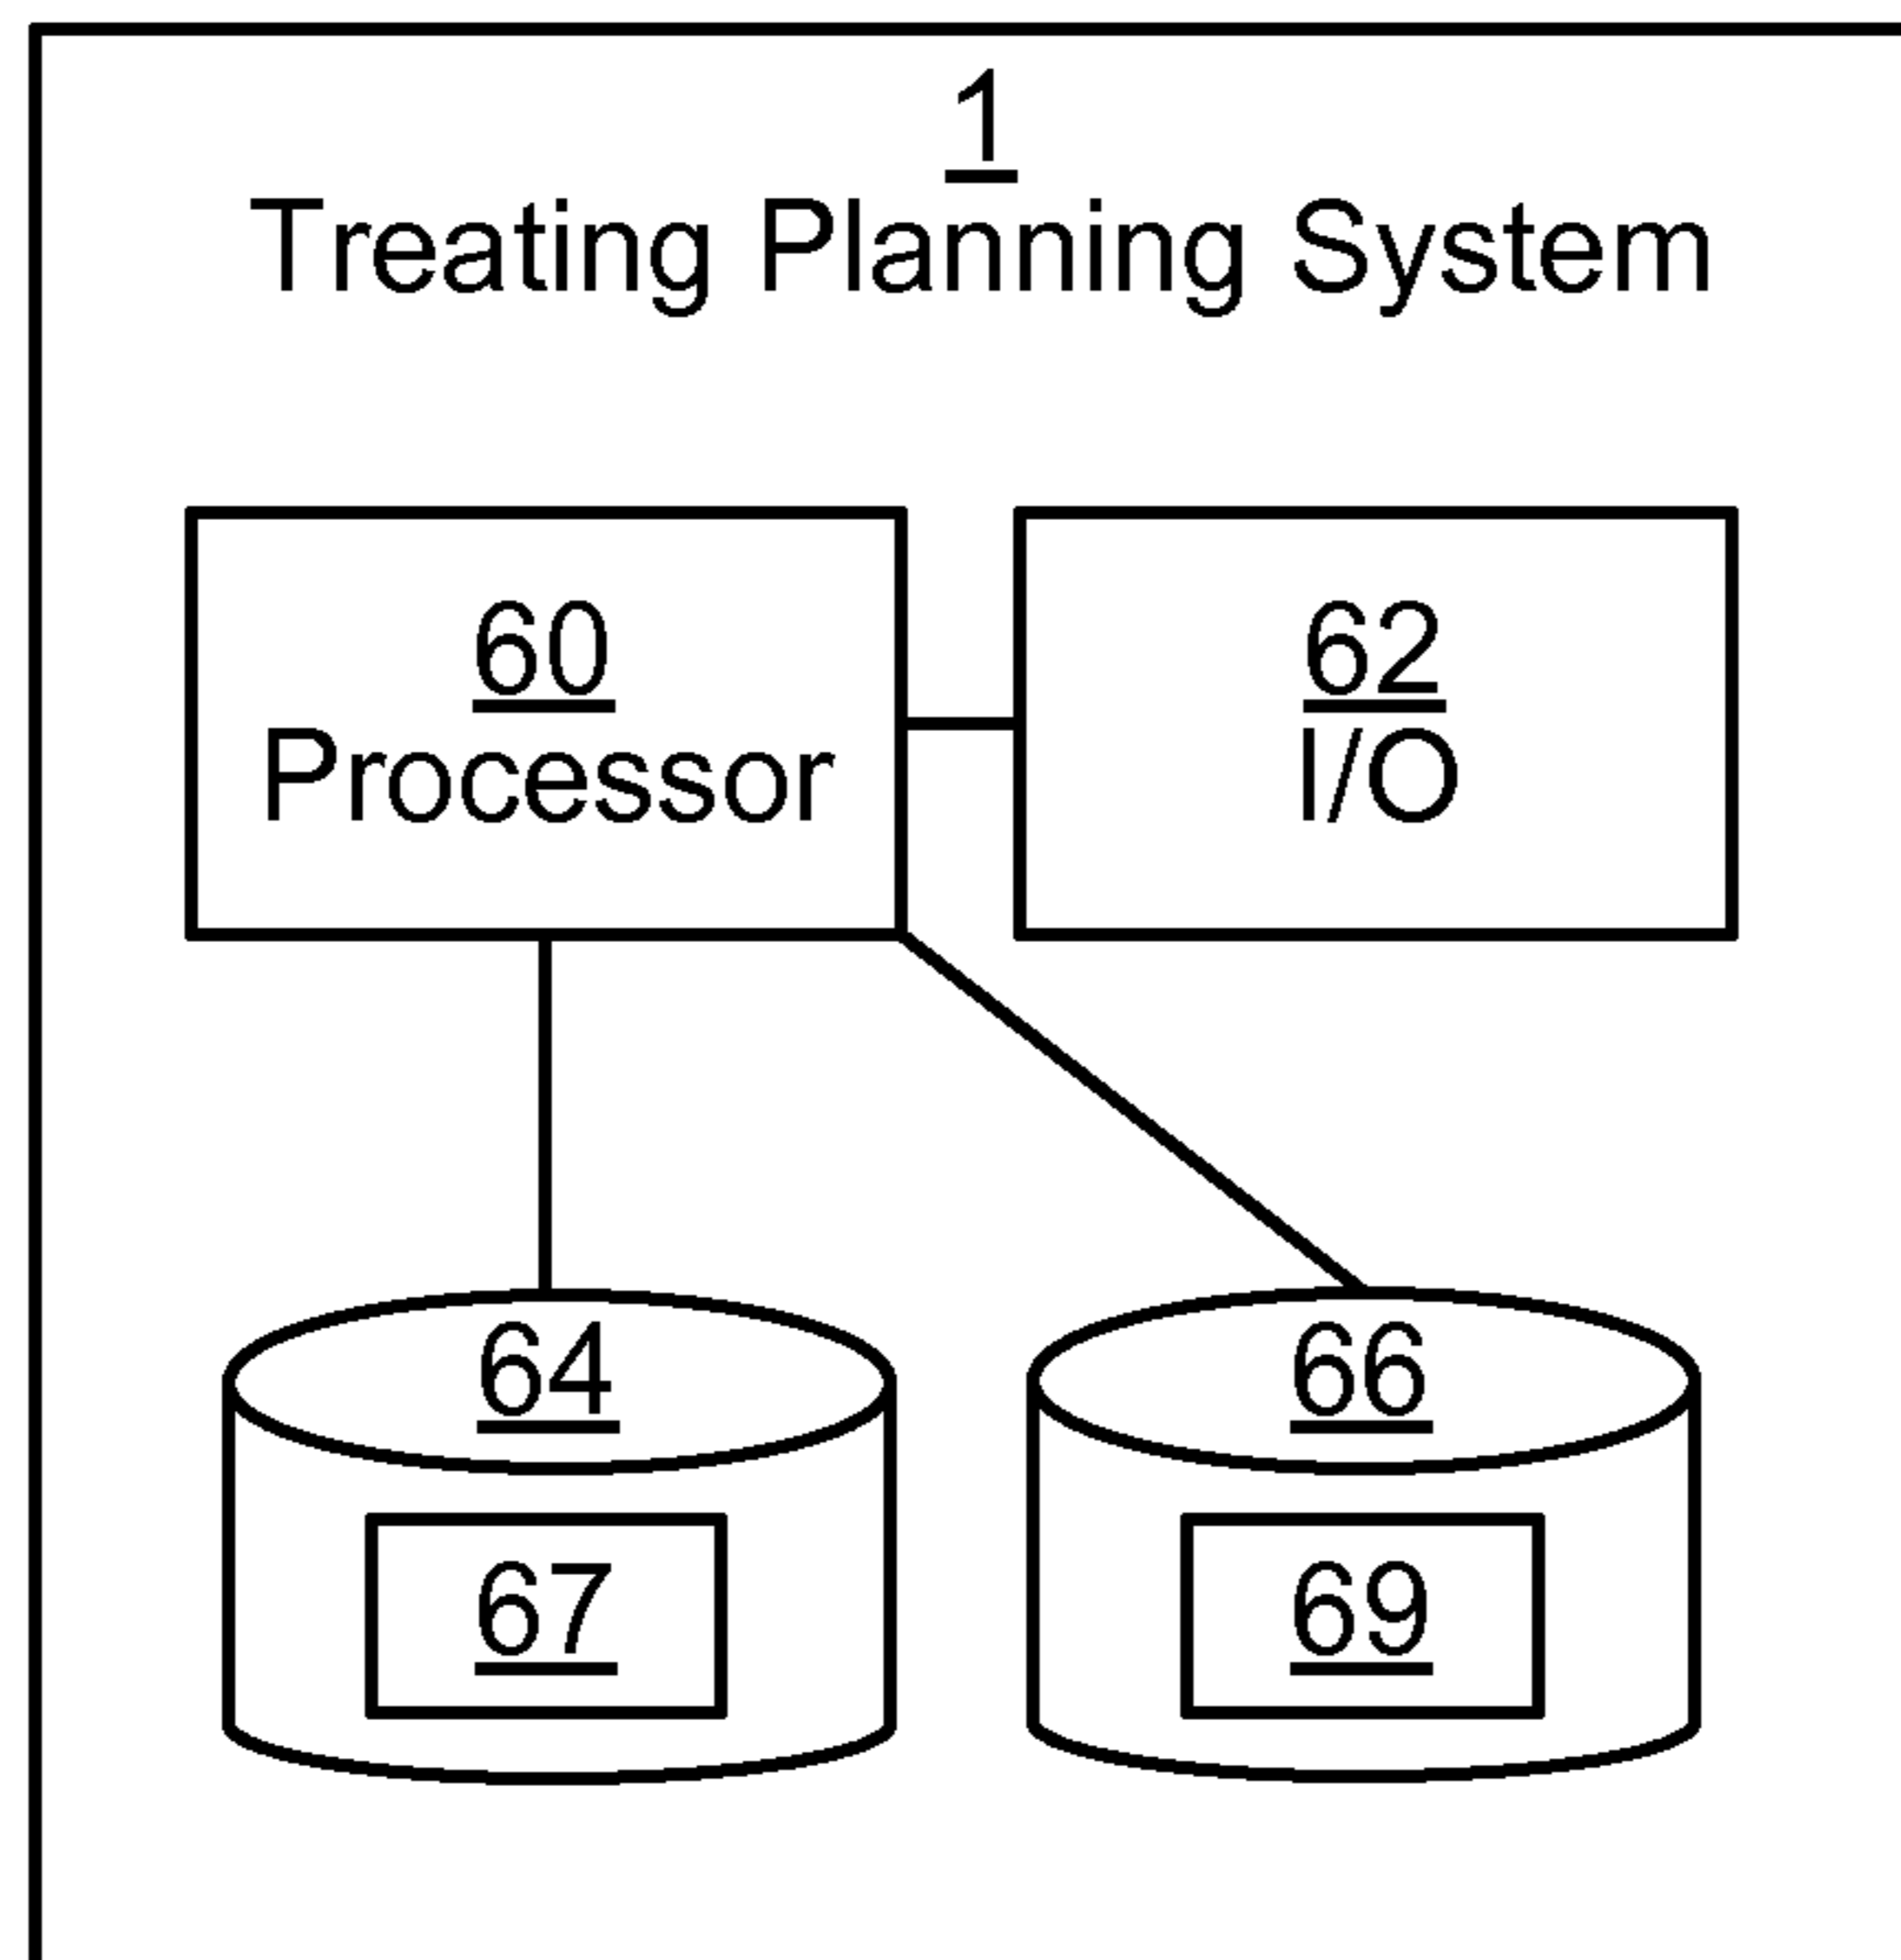 1
Treating Planning System
60
Processor
62
I/O
64
66
67
69